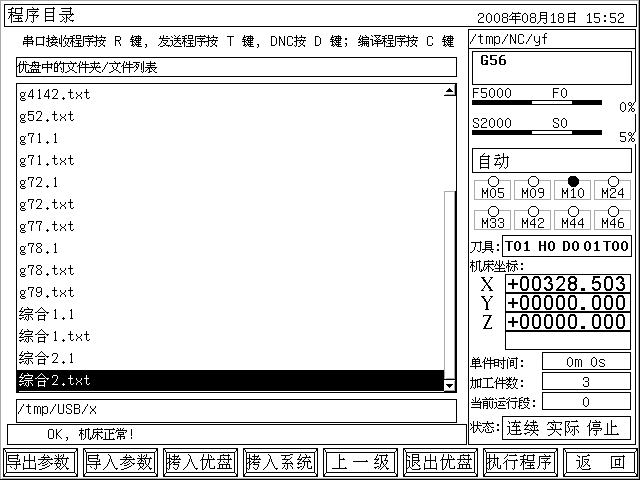 程序目录
2008年08月18日 15:52
串口接收程序按 R 键, 发送程序按 T 键, DNC按 D 键; 编译程序按 C 键
优盘中的文件夹/文件列表
g4142.txt
g52.txt
g71.1
g71.txt
g72.1
g72.txt
g77.txt
g78.1
g78.txt
g79.txt
综合1.1
综合1.txt
综合2.1
综合2.txt
/tmp/USB/x
OK, 机床正常!
/tmp/NC/yf
G56
F5000 F0
0%
S2000 S0
5%
自动
M05 M09 M10 M24
M33 M42 M44 M46
刀具: T01 H0 D0 01 T00
机床坐标:
X +00328.503
Y +00000.000
Z +00000.000
单件时间: 0m 0s
加工件数: 3
当前运行段: 0
状态: 连续 实际 停止
导出参数 导入参数 拷入优盘 拷入系统 上一级 退出优盘 执行程序 返 回